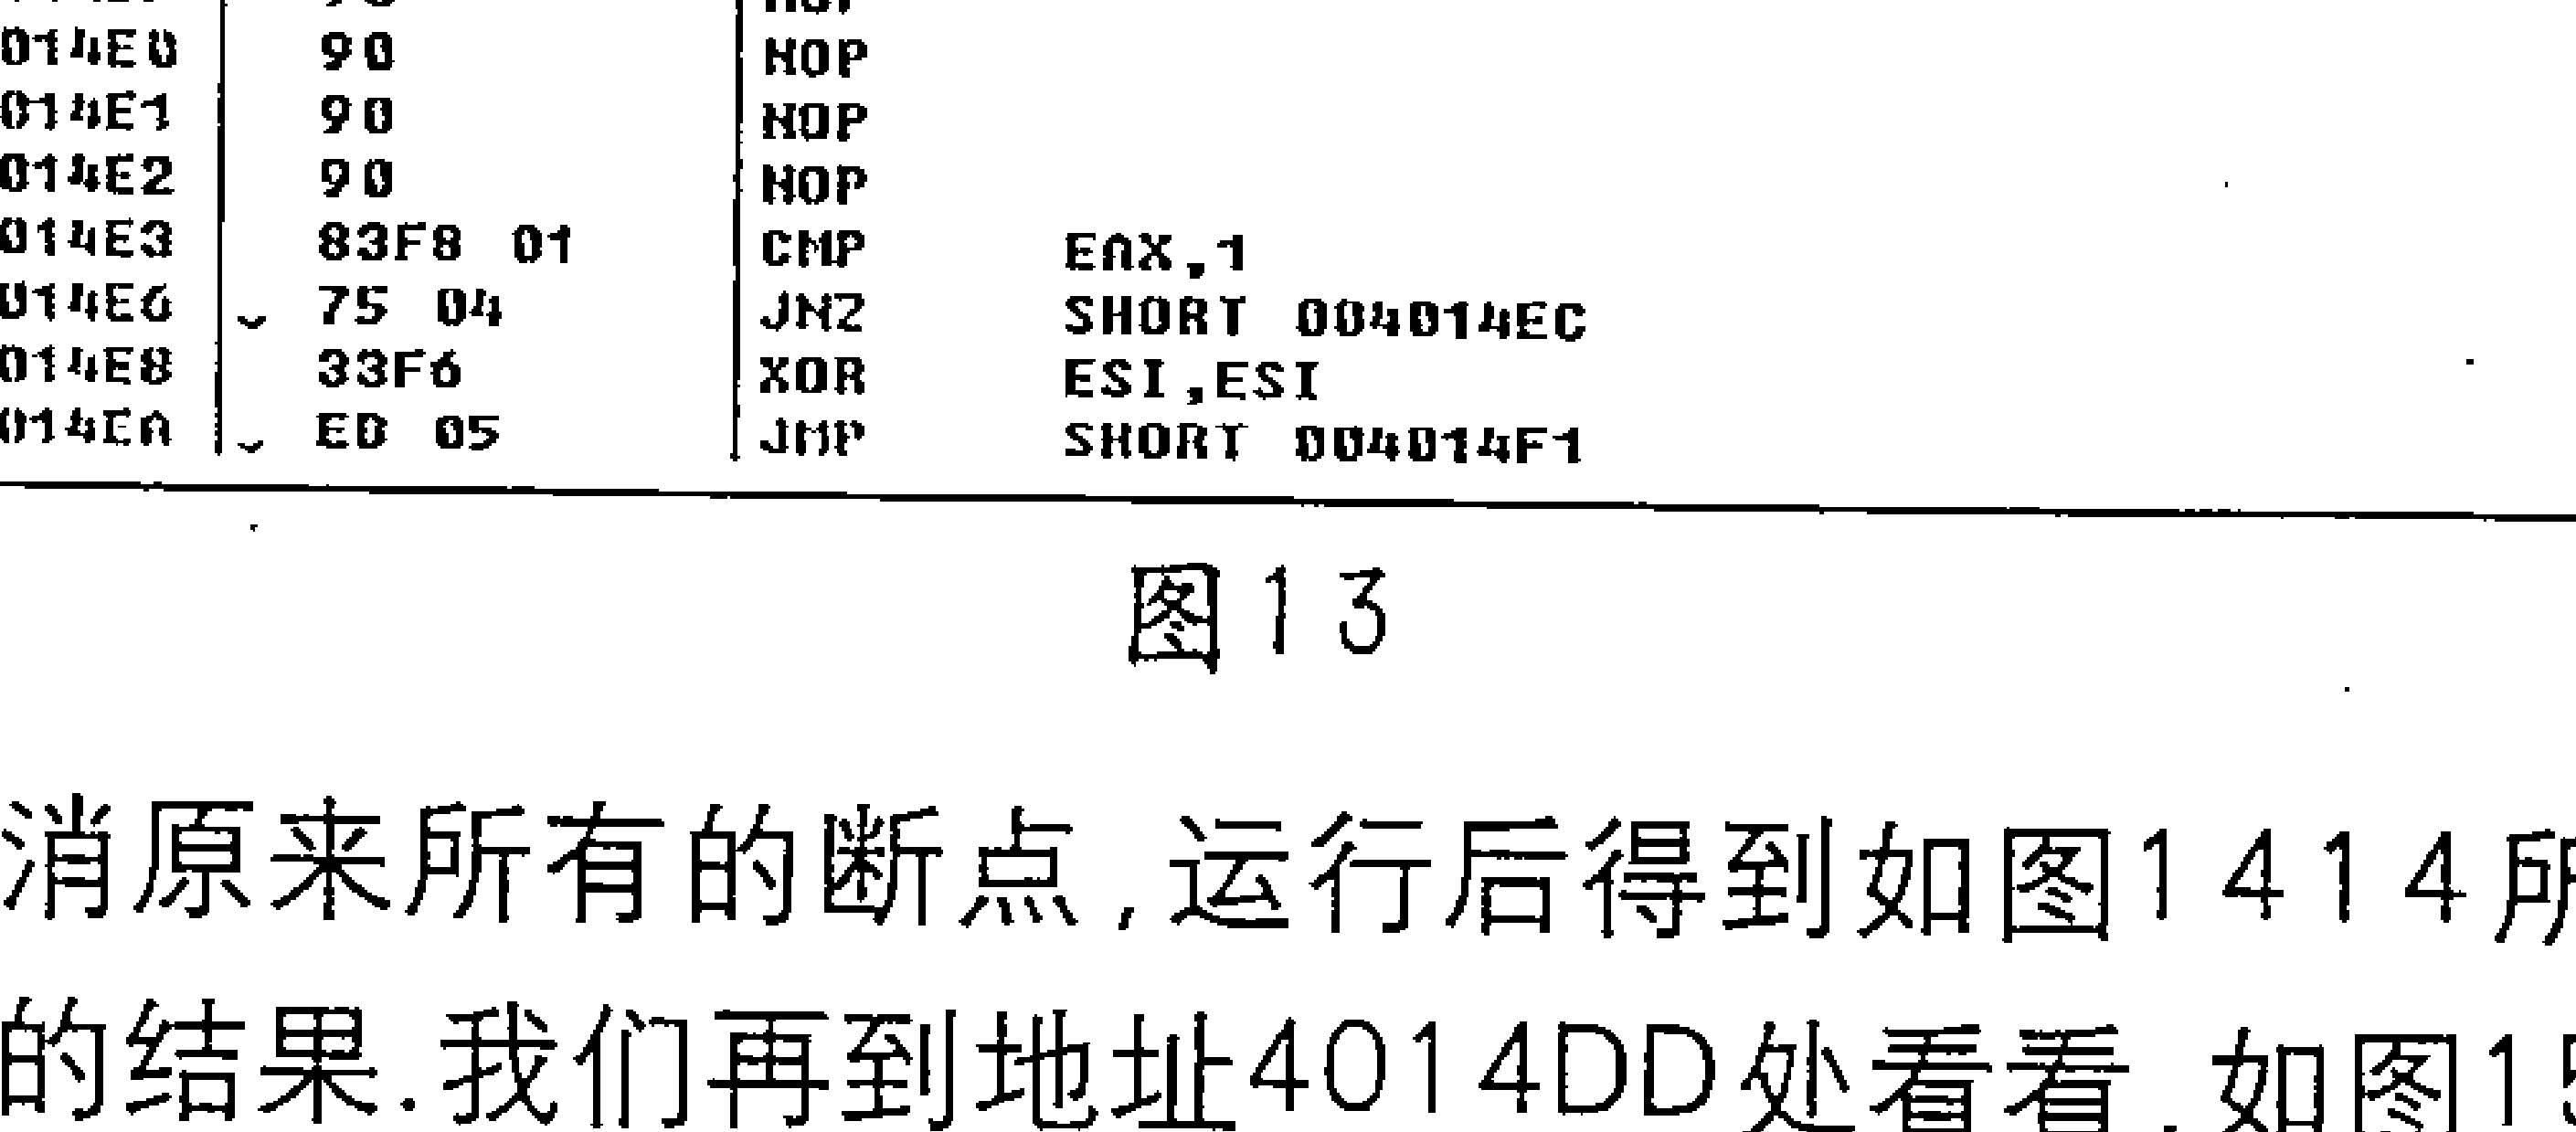 014E0 90 NOP
014E1 90 NOP
014E2 90 NOP
014E3 83F8 01 CMP EAX,1
014E6 75 04 JNZ SHORT 004014EC
014E8 33F6 XOR ESI,ESI
014EA EB 05 JMP SHORT 004014F1
图13
消原来所有的断点,运行后得到如图1414所
的结果.我们再到地址4014DD处看看,如图15